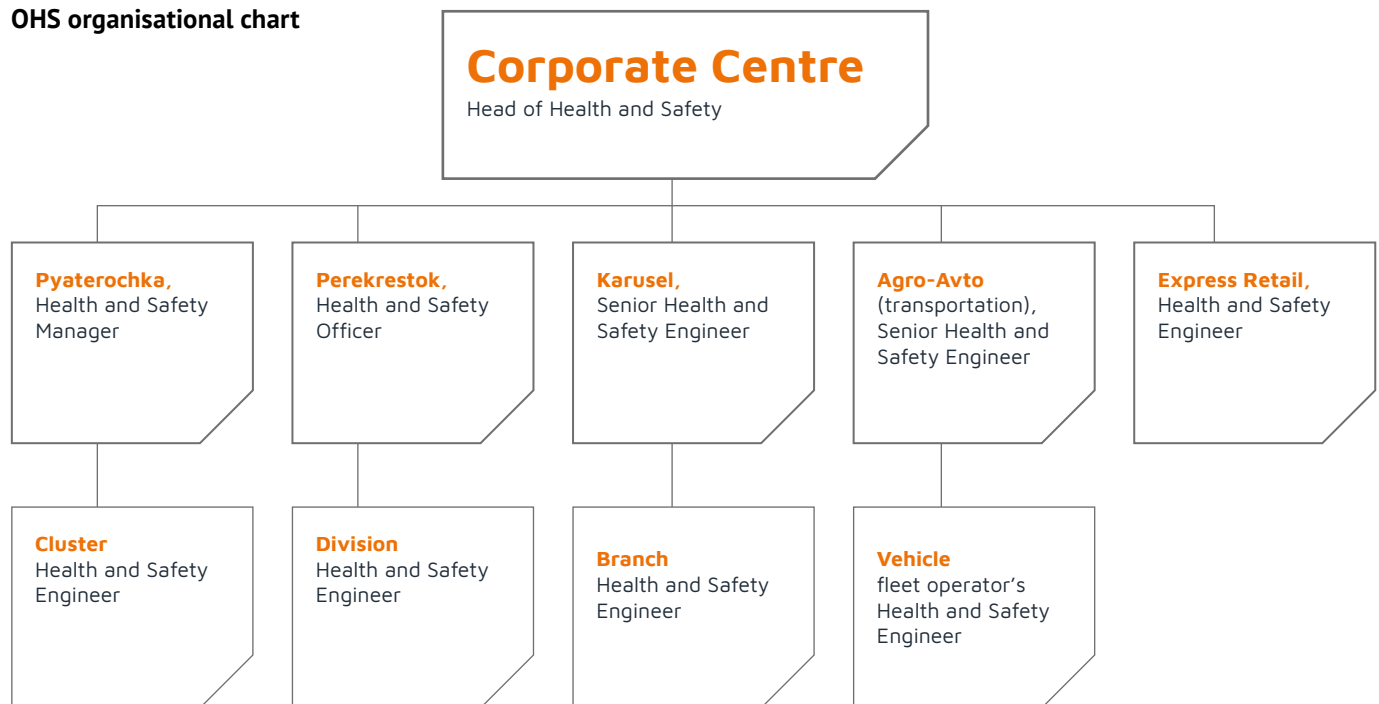 OHS organisational chart
Corporate Centre
Head of Health and Safety
Pyaterochka,
Health and Safety
Manager
Perekrestok,
Health and Safety
Officer
Karusel,
Senior Health and
Safety Engineer
Agro-Avto
(transportation),
Senior Health and
Safety Engineer
Express Retail,
Health and Safety
Engineer
Cluster
Health and Safety
Engineer
Division
Health and Safety
Engineer
Branch
Health and Safety
Engineer
Vehicle
fleet operator’s
Health and Safety
Engineer